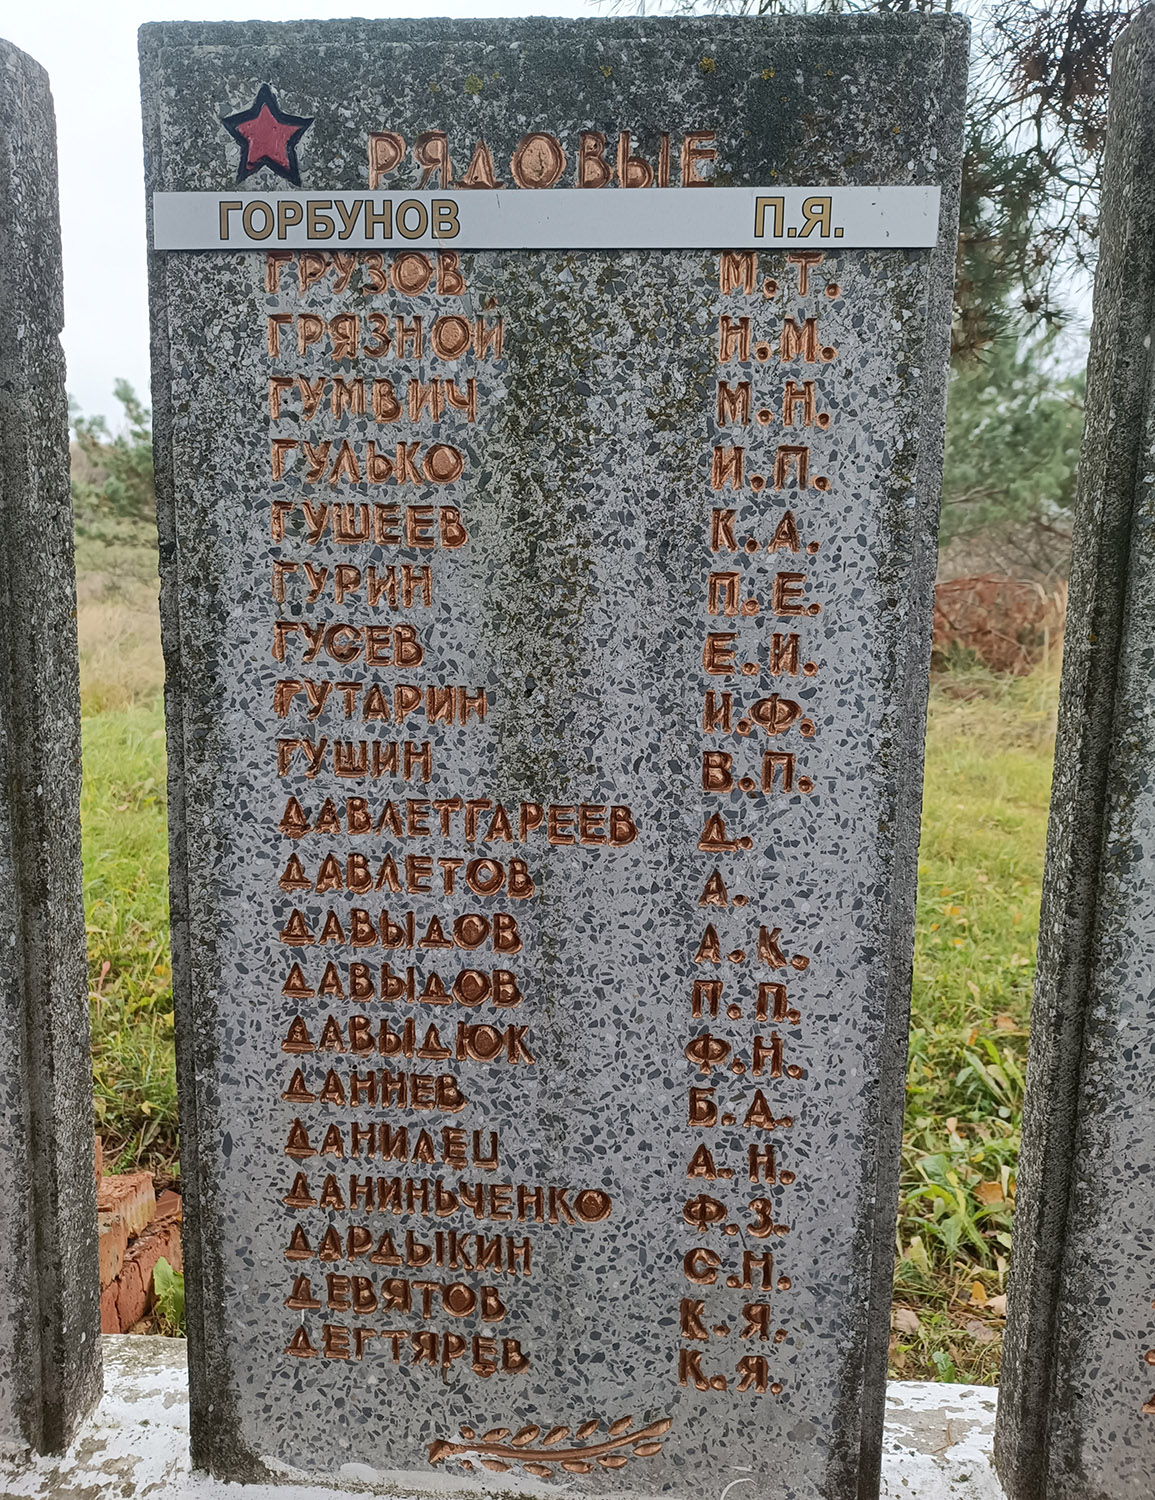 РЯДОВЫЕ
ГОРБУНОВ П.Я.
ГРУЗОВ М.Т.
ГРЯЗНОЙ Н.М.
ГУМВИЧ М.Н.
ГУЛЬКО И.П.
ГУШЕЕВ К.А.
ГУРИН П.Е.
ГУСЕВ Е.И.
ГУТАРИН И.Ф.
ГУШИН В.П.
ДАВЛЕТГАРЕЕВ Д.
ДАВЛЕТОВ А.
ДАВЫДОВ А.К.
ДАВЫДОВ П.П.
ДАВЫДЮК Ф.Н.
ДАННЕВ Б.Д.
ДАНИЛЕЦ А.Н.
ДАНИНЬЧЕНКО Ф.З.
ДАРДЫКИН С.Н.
ДЕВЯТОВ К.Я.
ДЕГТЯРЕВ К.Я.